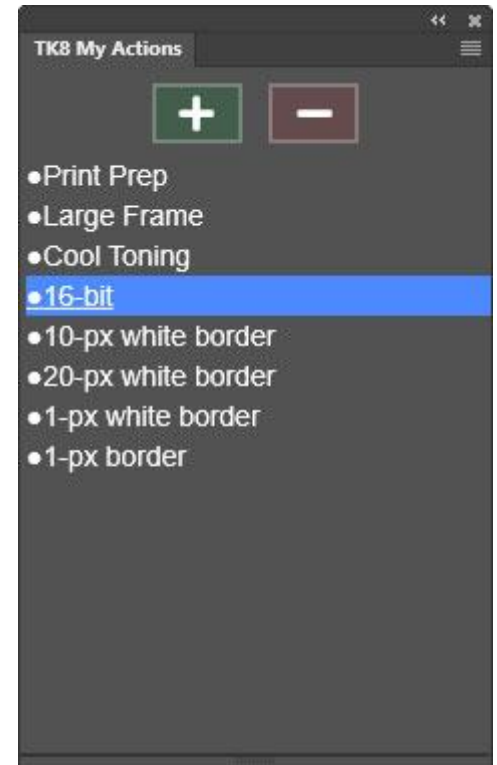 TK8 My Actions
●Print Prep
●Large Frame
●Cool Toning
●16-bit
●10-px white border
●20-px white border
●1-px white border
●1-px border